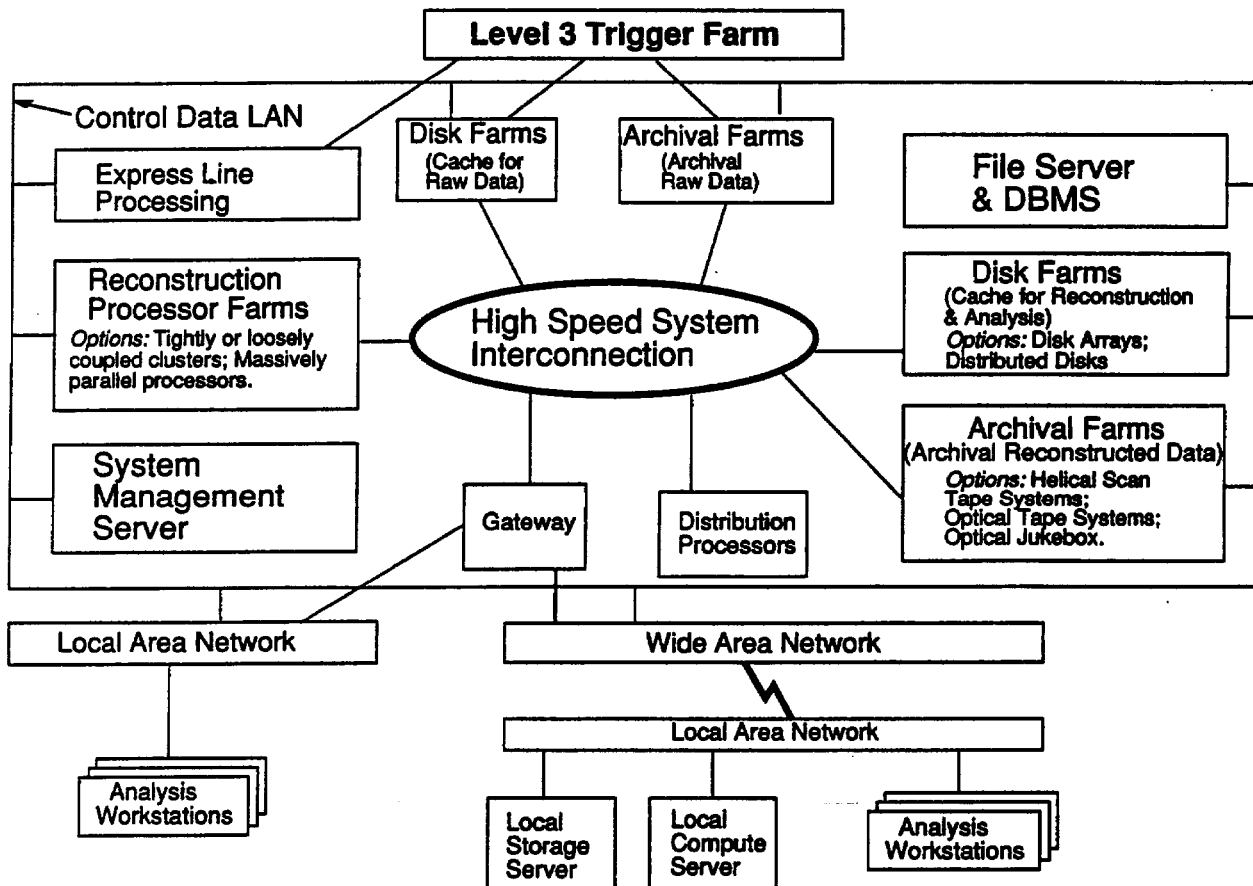 Level 3 Trigger Farm
Control Data LAN
Express Line
Processing
Disk Farms
(Cache for
Raw Data)
Archival Farms
(Archival
Raw Data)
File Server
& DBMS
Reconstruction
Processor Farms
Options: Tightly or loosely
coupled clusters; Massively
parallel processors.
High Speed System
Interconnection
Disk Farms
(Cache for Reconstruction
& Analysis)
Options: Disk Arrays;
Distributed Disks
System
Management
Server
Gateway
Distribution
Processors
Archival Farms
(Archival Reconstructed Data)
Options: Helical Scan
Tape Systems;
Optical Tape Systems;
Optical Jukebox.
Local Area Network
Wide Area Network
Local Area Network
Analysis
Workstations
Local
Storage
Server
Local
Compute
Server
Analysis
Workstations